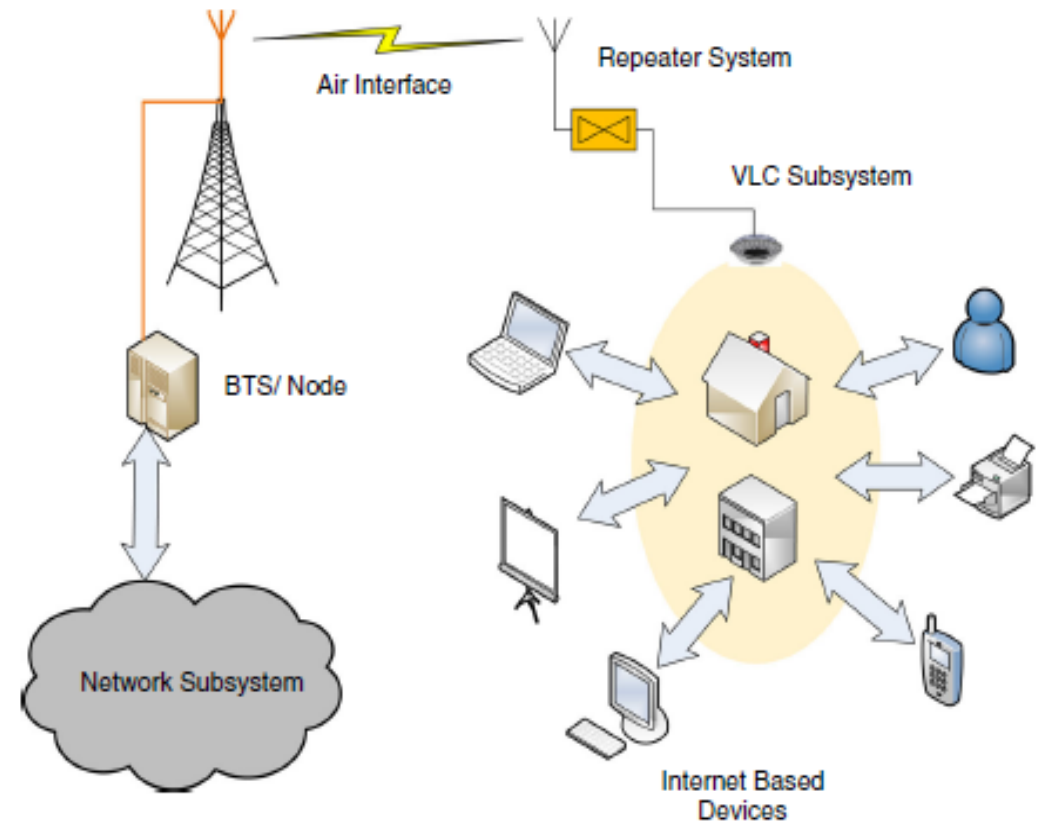 Air Interface
Repeater System
VLC Subsystem
BTS/ Node
Network Subsystem
Internet Based
Devices